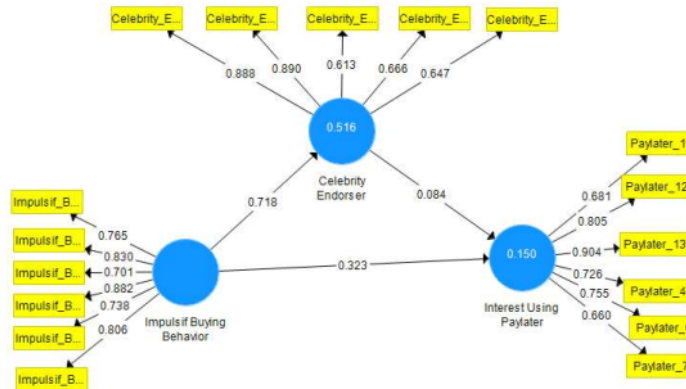 Celebrity_E...
Celebrity_E...
Celebrity_E...
Celebrity_E...
Celebrity_E...
0.888
0.890
0.613
0.666
0.647
0.516
Celebrity
Endorser
0.718
0.084
0.323
Impulsif_B...
Impulsif_B...
Impulsif_B...
Impulsif_B...
Impulsif_B...
Impulsif_B...
0.765
0.830
0.701
0.882
0.738
0.806
Impulsif Buying
Behavior
0.150
Interest Using
Paylater
0.681
0.805
0.904
0.726
0.755
0.660
Paylater_1
Paylater_12
Paylater_13
Paylater_4
Paylater_
Paylater_7